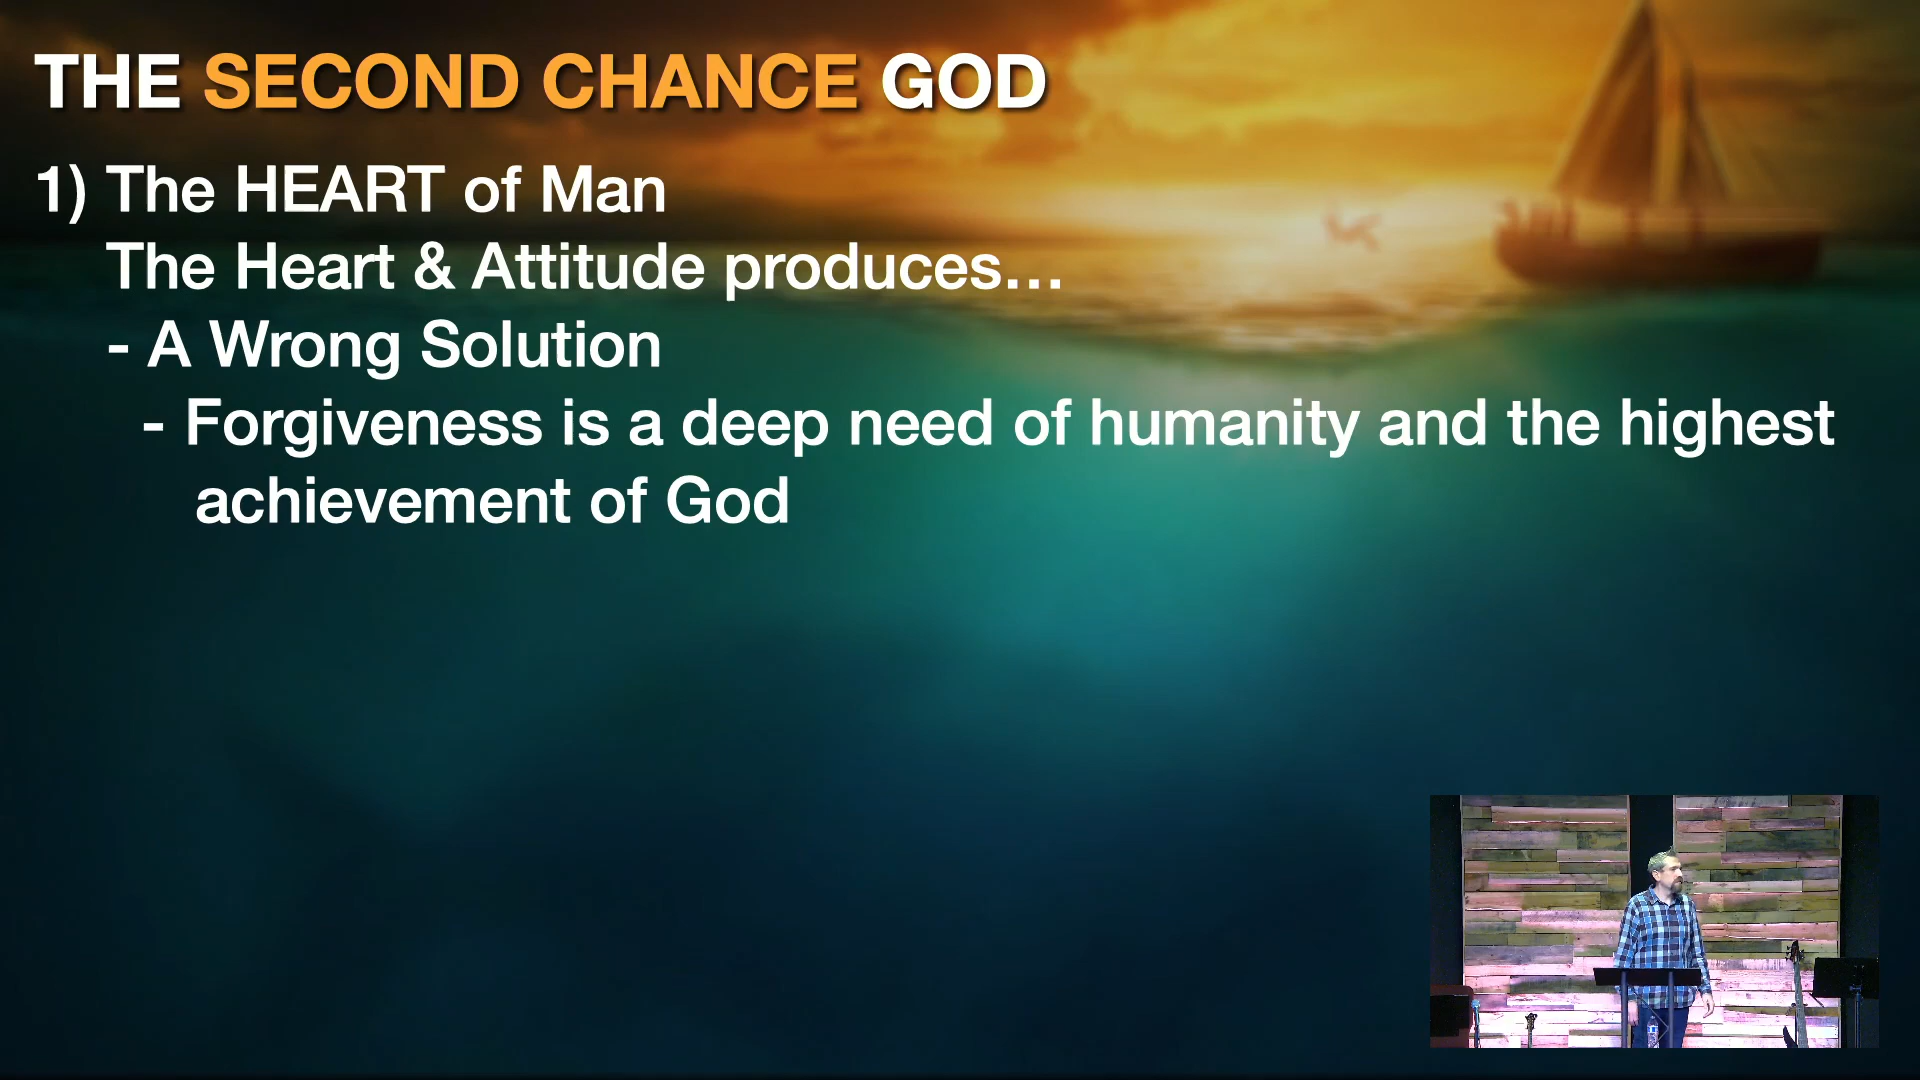 THE SECOND CHANCE GOD
1) The HEART of Man
The Heart & Attitude produces...
- A Wrong Solution
- Forgiveness is a deep need of humanity and the highest
achievement of God